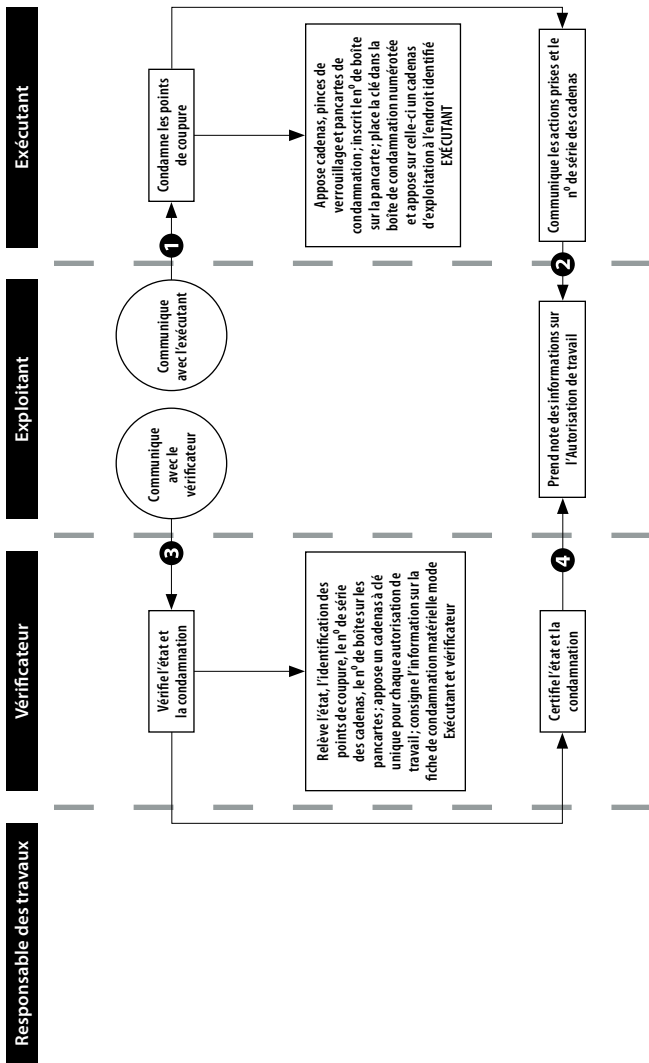 Responsable des travaux
Vérificateur
Exploitant
Exécutant
Communique
avec le
vérificateur
Communique
avec l'exécutant
1
Condamne les points
de coupure
Appose cadenas, pinces de
verrouillage et pancartes de
condamnation ; inscrit le nº de boîte
sur la pancarte ; place la clé dans la
boîte de condamnation numérotée
et appose sur celle-ci un cadenas
d'exploitation à l'endroit identifié
EXÉCUTANT
Communique les actions prises et le
nº de série des cadenas
2
Prend note des informations sur
l'Autorisation de travail
3
Vérifie l'état et
la condamnation
Relève l'état, l'identification des
points de coupure, le nº de série
des cadenas, le nº de boîte sur les
pancartes ; appose un cadenas à clé
unique pour chaque autorisation de
travail ; consigne l'information sur la
fiche de condamnation matérielle mode
Exécutant et vérificateur
Certifie l'état et la
condamnation
4